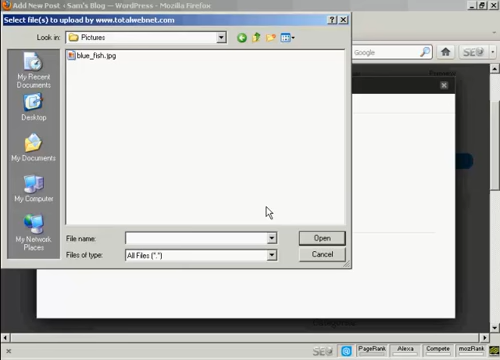 Add New Post ‹ Sam's Blog — WordPress - Mozilla Firefox
Select file(s) to upload by www.totalwebnet.com
Look in:
Pictures
blue_fish.jpg
My Recent
Documents
Desktop
My Documents
My Computer
My Network
Places
File name:
Open
Files of type:
All Files (*.*)
Cancel
Google
SEO
SEO
PageRank
Alexa
Compete
mozRank